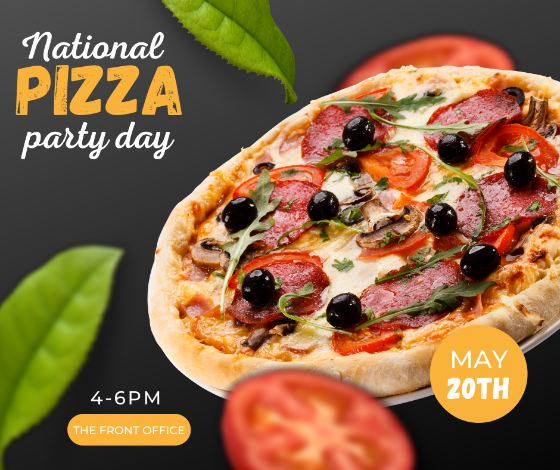 National
PIZZA
party day
4-6PM
THE FRONT OFFICE
MAY
20TH